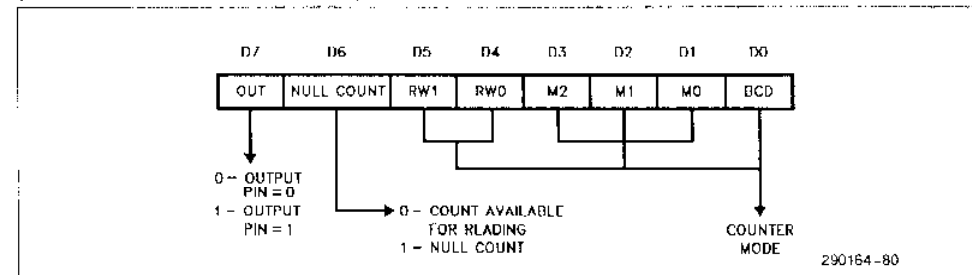 D7 D6 D5 D4 D3 D2 D1 D0
OUT NULL COUNT RW1 RW0 M2 M1 M0 BCD
0 – OUTPUT
PIN = 0
1 – OUTPUT
PIN = 1
0 – COUNT AVAILABLE
FOR READING
1 – NULL COUNT
COUNTER
MODE
290164–80